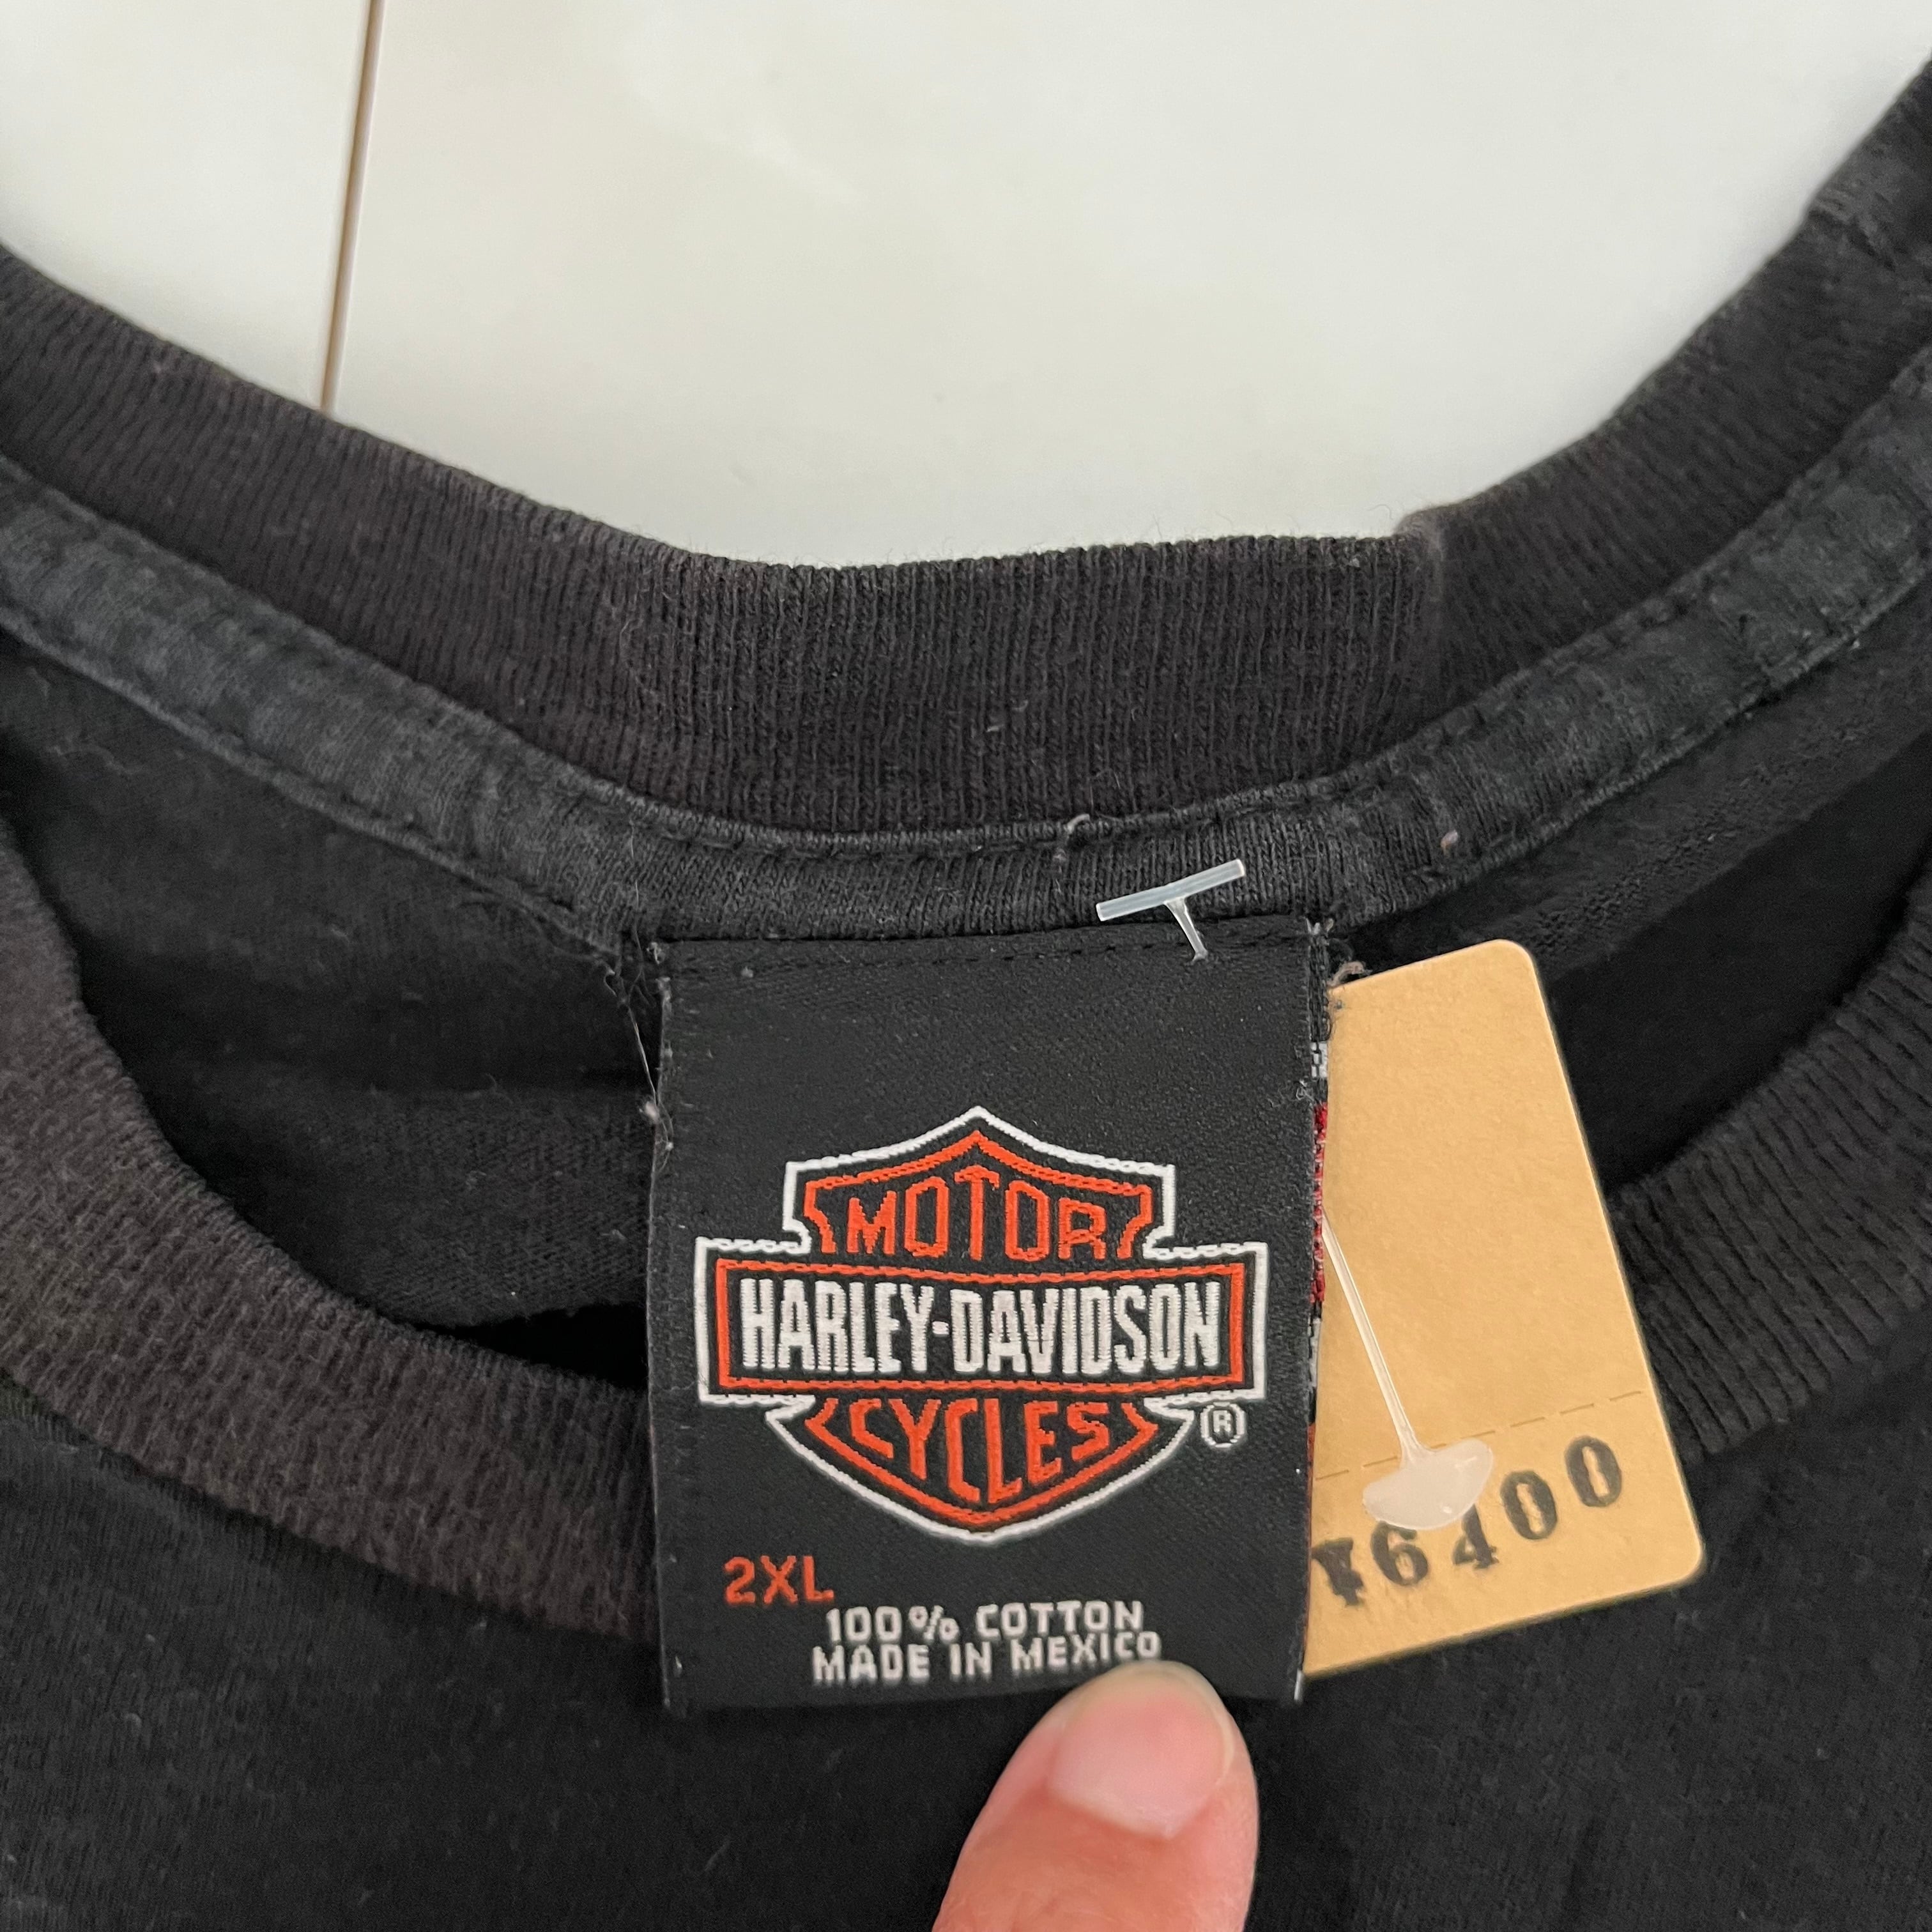 MOTOR
HARLEY-DAVIDSON
CYCLES
®
2XL
100% COTTON
MADE IN MEXICO
¥6400